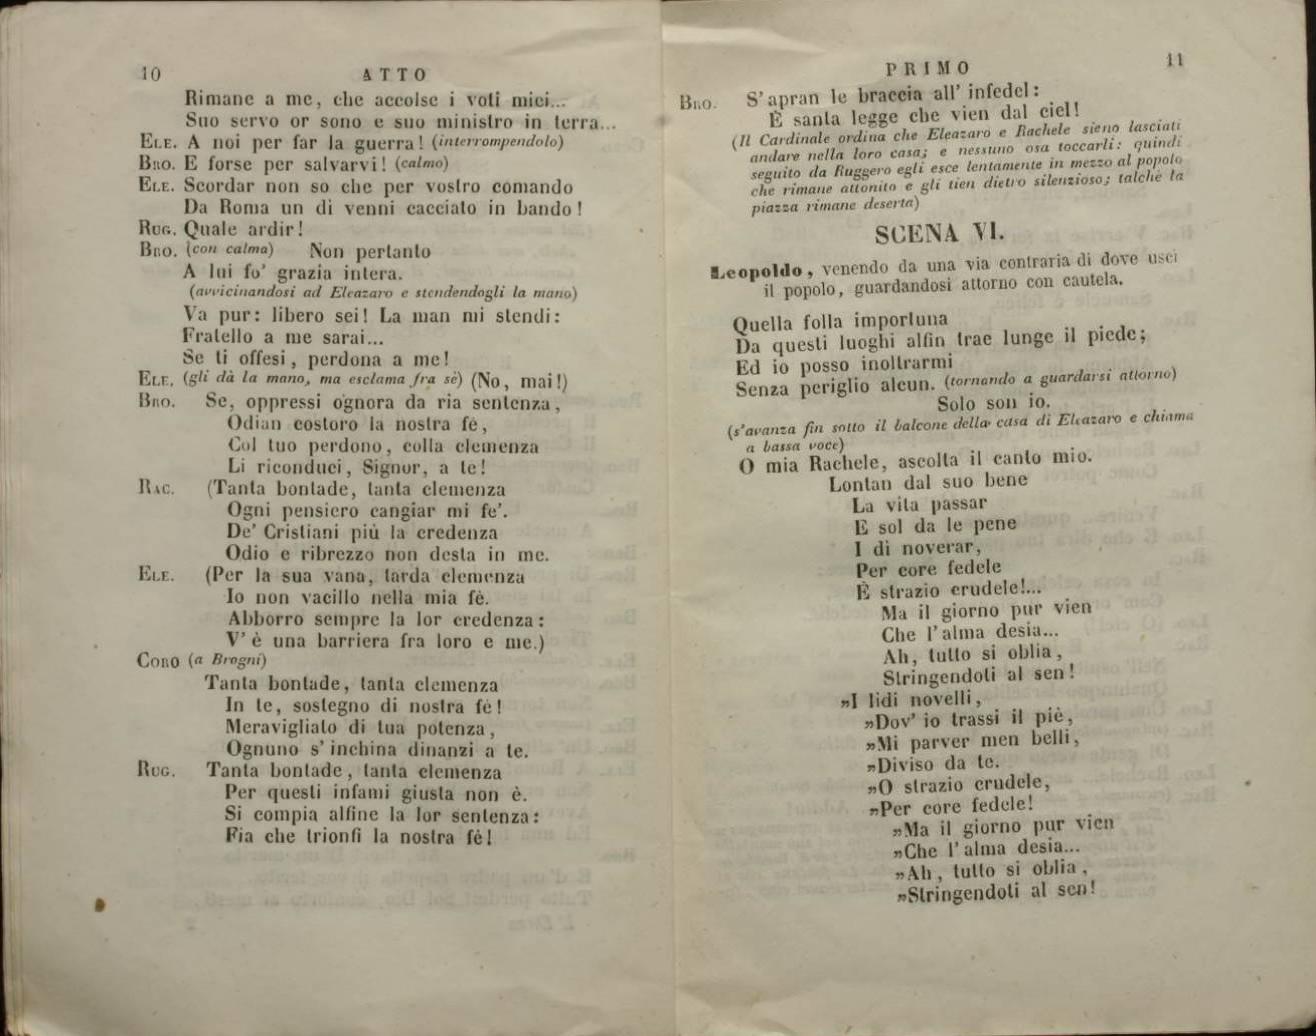 10 ATTO
Rimane a me, che accolse i voti miei...
Suo servo or sono e suo ministro in terra...
ELE. A noi per far la guerra! (interrompendolo)
BRO. E forse per salvarvi! (calmo)
ELE. Scordar non so che per vostro comando
Da Roma un dì venni cacciato in bando!
RUG. Quale ardir!
BRO. (con calma) Non pertanto
A lui fo' grazia intera.
(avvicinandosi ad Eleazaro e stendendogli la mano)
Va pur: libero sei! La man mi stendi:
Fratello a me sarai...
Se ti offesi, perdona a me!
ELE. (gli dà la mano, ma esclama fra sè) (No, mai!)
BRO. Se, oppressi ognora da ria sentenza,
Odian costoro la nostra fè,
Col tuo perdono, colla clemenza
Li riconduci, Signor, a te!
RAC. (Tanta bontade, tanta clemenza
Ogni pensiero cangiar mi fe'.
De' Cristiani più la credenza
Odio e ribrezzo non desta in me.
ELE. (Per la sua vana, tarda clemenza
Io non vacillo nella mia fè.
Abborro sempre la lor credenza:
V' è una barriera fra loro e me.)
CORO (a Brogni)
Tanta bontade, tanta clemenza
In te, sostegno di nostra fè!
Meravigliato di tua potenza,
Ognuno s' inchina dinanzi a te.
RUG. Tanta bontade, tanta clemenza
Per questi infami giusta non è.
Si compia alfine la lor sentenza:
Fia che trionfi la nostra fè!
PRIMO 11
BRO. S' apran le braccia all' infedel:
È santa legge che vien dal ciel!
(Il Cardinale ordina che Eleazaro e Rachele sieno lasciati
andare nella loro casa; e nessuno osa toccarli: quindi
seguito da Ruggero egli esce lentamente in mezzo al popolo
che rimane attonito e gli tien dietro silenzioso; talchè la
piazza rimane deserta)
SCENA VI.
Leopoldo, venendo da una via contraria di dove uscì
il popolo, guardandosi attorno con cautela.
Quella folla importuna
Da questi luoghi alfin trae lunge il piede;
Ed io posso inoltrarmi
Senza periglio alcun. (tornando a guardarsi attorno)
Solo son io.
(s'avanza fin sotto il balcone della casa di Eleazaro e chiama
a bassa voce)
O mia Rachele, ascolta il canto mio.
Lontan dal suo bene
La vita passar
E sol da le pene
I dì noverar,
Per core fedele
È strazio crudele!...
Ma il giorno pur vien
Che l' alma desia...
Ah, tutto si oblia,
Stringendoti al sen!
„I lidi novelli,
„Dov' io trassi il piè,
„Mi parver men belli,
„Diviso da te.
„O strazio crudele,
„Per core fedele!
„Ma il giorno pur vien
„Che l' alma desia...
„Ah, tutto si oblia,
„Stringendoti al sen!